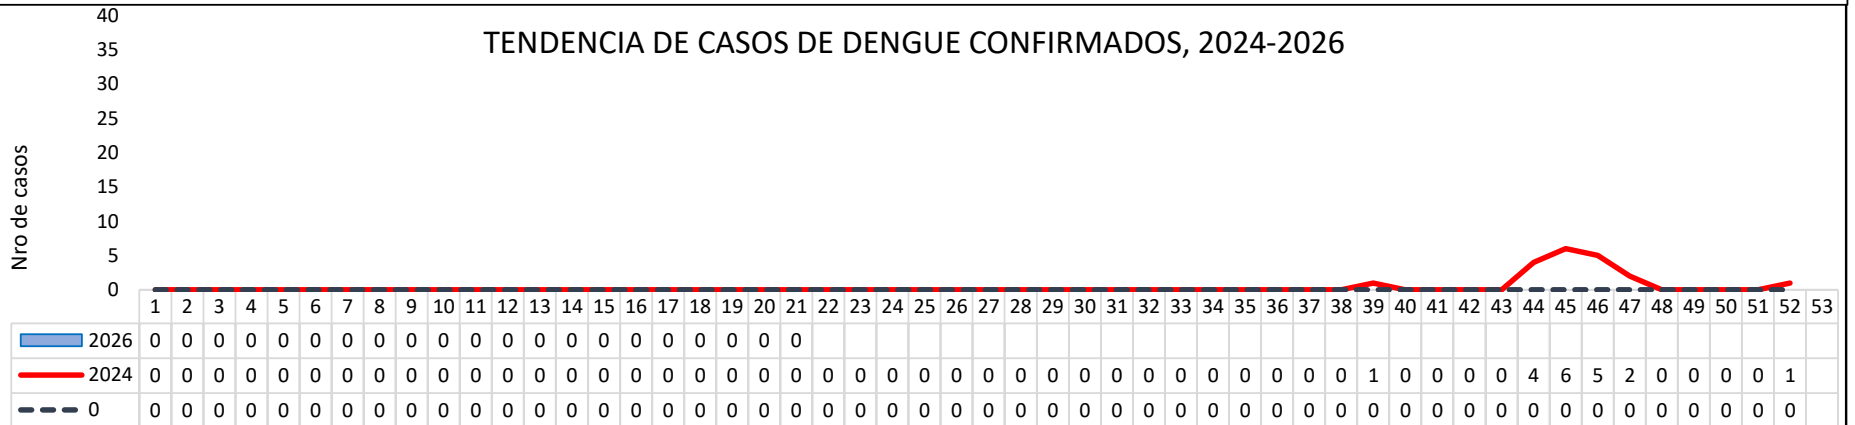 TENDENCIA DE CASOS DE DENGUE CONFIRMADOS, 2024-2026
Nro de casos
40
35
30
25
20
15
10
5
0
1 2 3 4 5 6 7 8 9 10 11 12 13 14 15 16 17 18 19 20 21 22 23 24 25 26 27 28 29 30 31 32 33 34 35 36 37 38 39 40 41 42 43 44 45 46 47 48 49 50 51 52 53
2026 0 0 0 0 0 0 0 0 0 0 0 0 0 0 0 0 0 0 0 0 0
2024 0 0 0 0 0 0 0 0 0 0 0 0 0 0 0 0 0 0 0 0 0 0 0 0 0 0 0 0 0 0 0 0 0 0 0 0 0 0 1 0 0 0 0 4 6 5 2 0 0 0 0 1
0 0 0 0 0 0 0 0 0 0 0 0 0 0 0 0 0 0 0 0 0 0 0 0 0 0 0 0 0 0 0 0 0 0 0 0 0 0 0 0 0 0 0 0 0 0 0 0 0 0 0 0 0